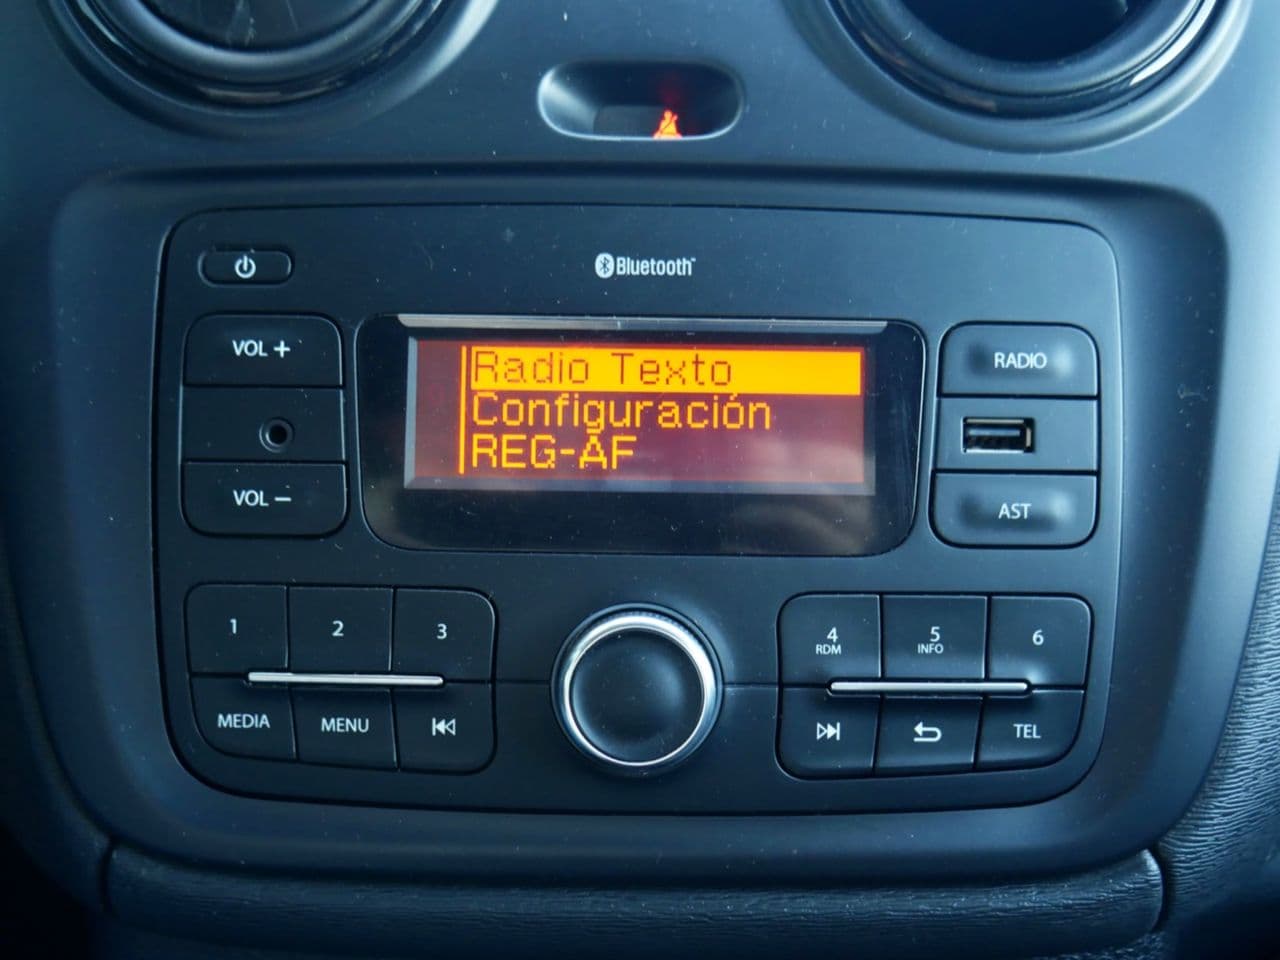 Bluetooth™
VOL +
Radio Texto
Configuración
REG-AF
RADIO
VOL −
AST
1
2
3
4
RDM
5
INFO
6
MEDIA
MENU
TEL